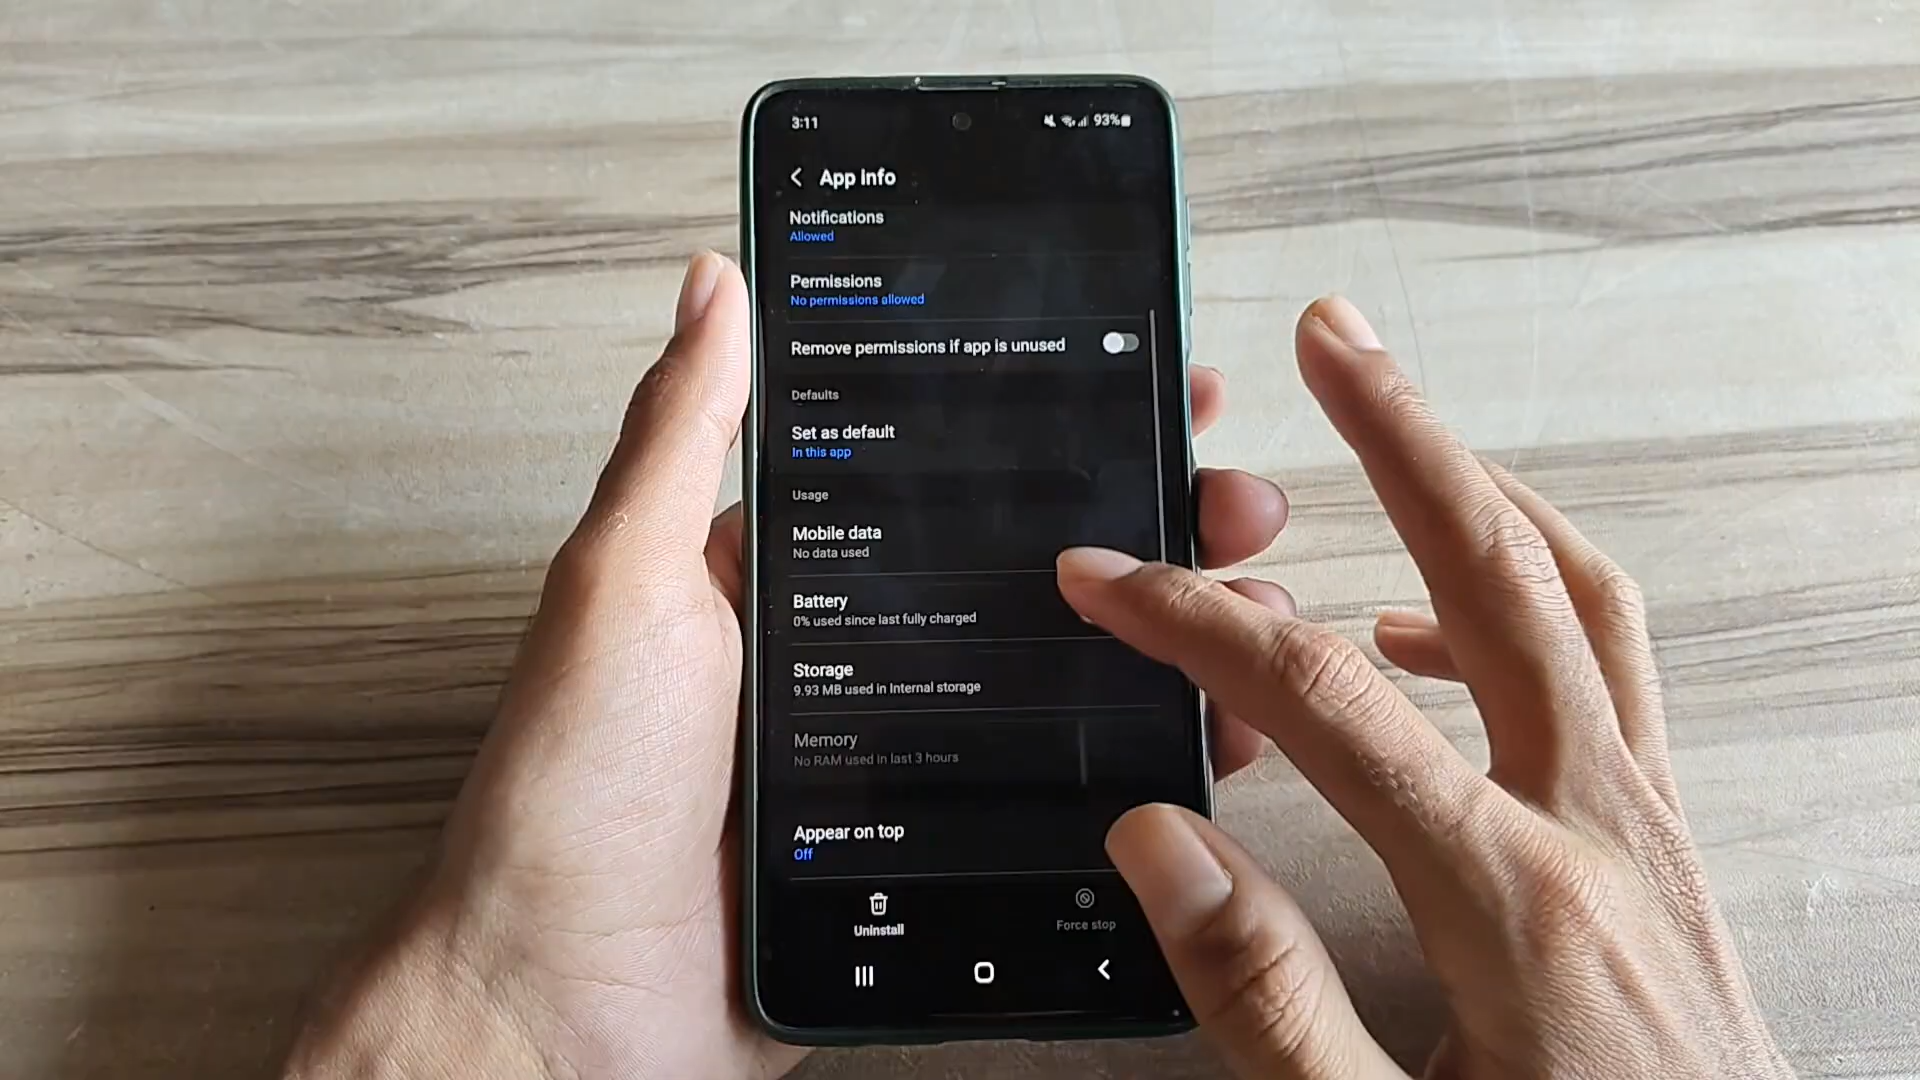 3:11
93%
App info
Notifications
Allowed
Permissions
No permissions allowed
Remove permissions if app is unused
Defaults
Set as default
In this app
Usage
Mobile data
No data used
Battery
0% used since last fully charged
Storage
9.93 MB used in Internal storage
Memory
No RAM used in last 3 hours
Appear on top
Off
Uninstall
Force stop